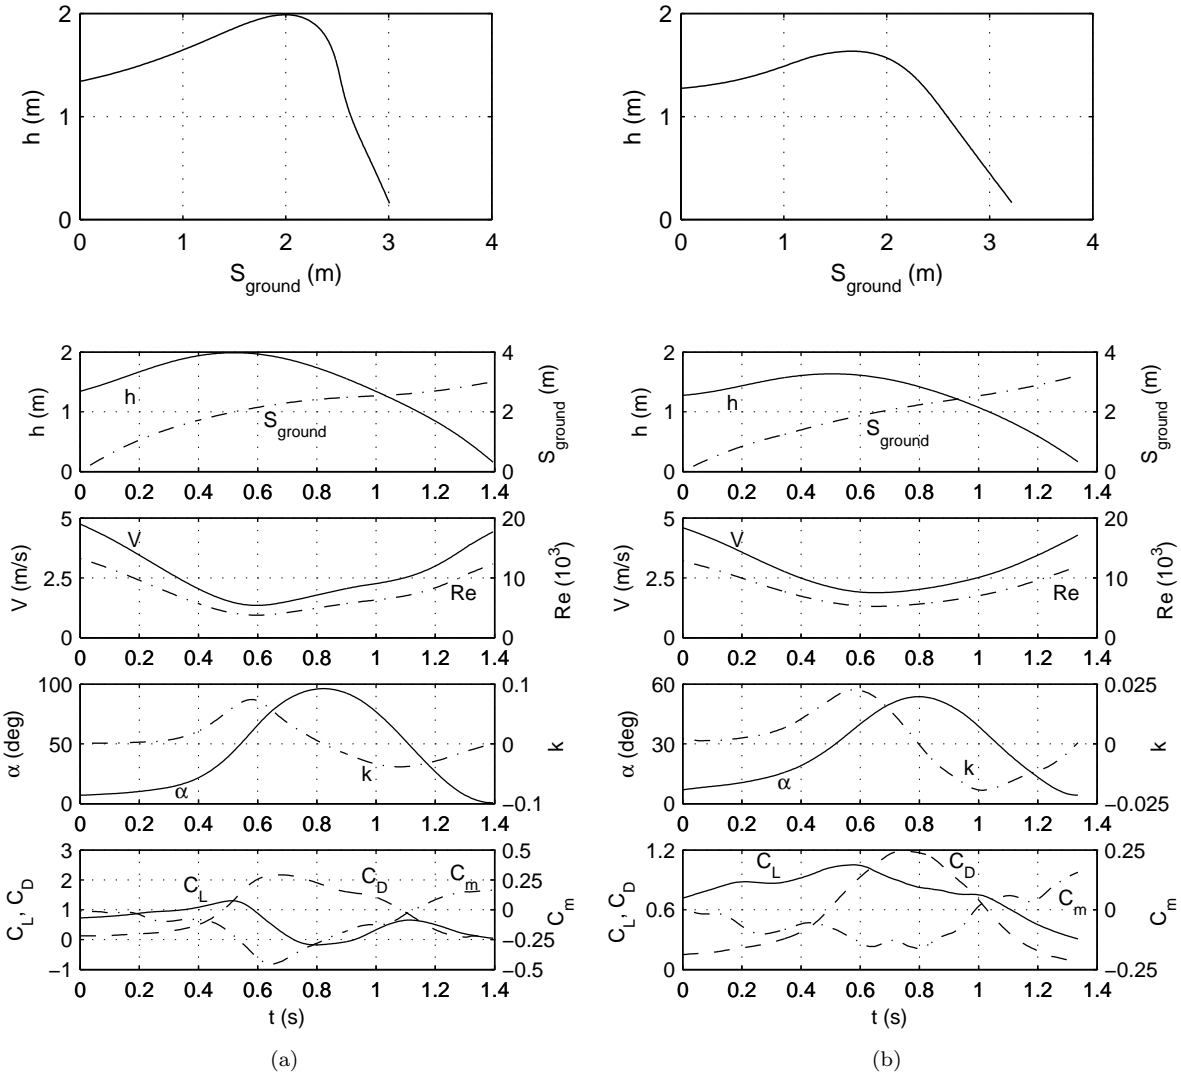 2
1
0
h (m)
0 1 2 3 4
S_ground (m)
2
1
0
h (m)
0 1 2 3 4
S_ground (m)
2
1
0
h (m)
h
S_ground
4
2
0
S_ground (m)
0 0.2 0.4 0.6 0.8 1 1.2 1.4
5
2.5
0
V (m/s)
V
Re
20
10
0
Re (10^3)
0 0.2 0.4 0.6 0.8 1 1.2 1.4
100
50
0
α (deg)
α
k
0.1
0
−0.1
k
0 0.2 0.4 0.6 0.8 1 1.2 1.4
3
2
1
0
−1
C_L, C_D
C_L
C_D
C_m
0.5
0.25
0
−0.25
−0.5
C_m
0 0.2 0.4 0.6 0.8 1 1.2 1.4
t (s)
(a)
2
1
0
h (m)
h
S_ground
4
2
0
S_ground (m)
0 0.2 0.4 0.6 0.8 1 1.2 1.4
5
2.5
0
V (m/s)
V
Re
20
10
0
Re (10^3)
0 0.2 0.4 0.6 0.8 1 1.2 1.4
60
30
0
α (deg)
α
k
0.025
0
−0.025
k
0 0.2 0.4 0.6 0.8 1 1.2 1.4
1.2
0.6
0
C_L, C_D
C_L
C_D
C_m
0.25
0
−0.25
C_m
0 0.2 0.4 0.6 0.8 1 1.2 1.4
t (s)
(b)